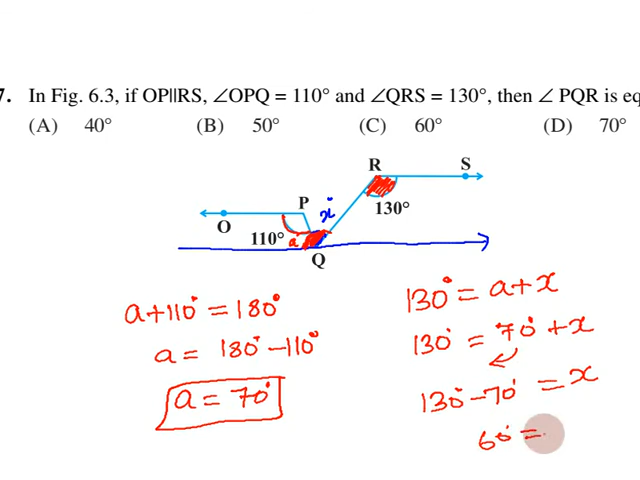 7. In Fig. 6.3, if OP||RS, ∠OPQ = 110° and ∠QRS = 130°, then ∠ PQR is eq
(A) 40° (B) 50° (C) 60° (D) 70°
R S
P x°
130°
O
110° a
Q
a+110° = 180°
a = 180° - 110°
a = 70°
130° = a + x
130° = 70° + x
130° - 70° = x
60° =